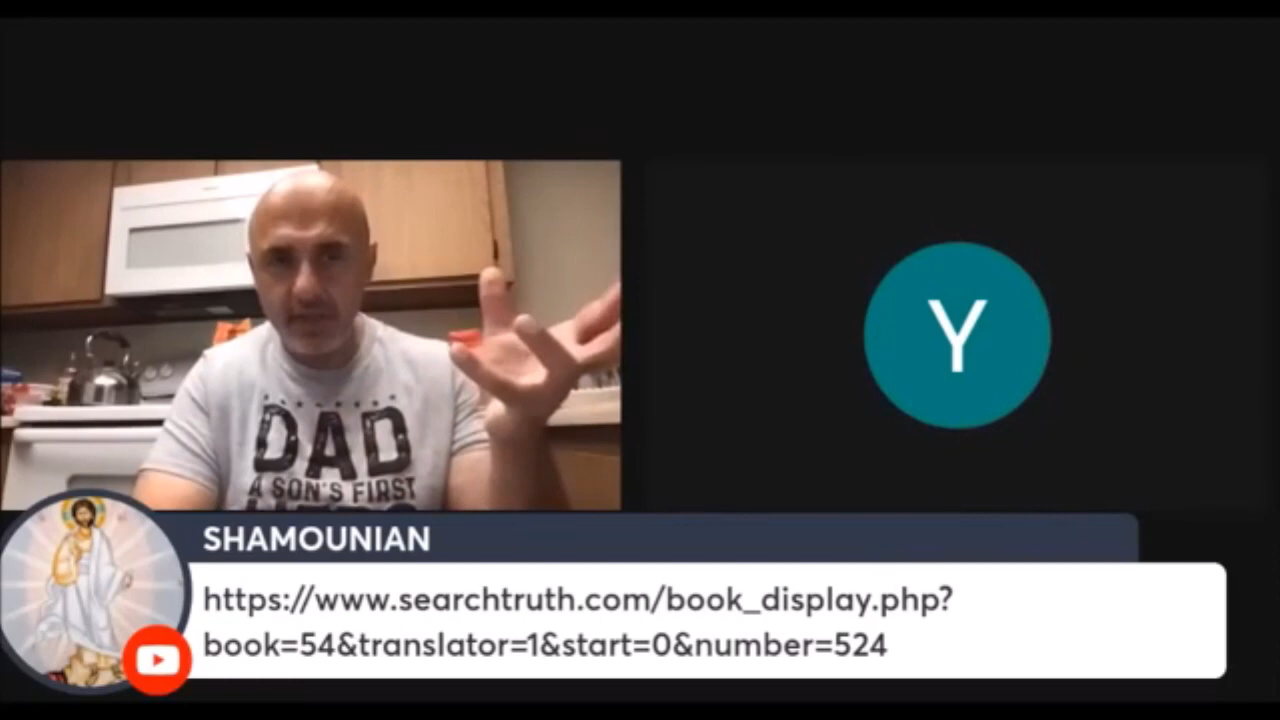 DAD
A SON'S FIRST
Y
SHAMOUNIAN
https://www.searchtruth.com/book_display.php?
book=54&translator=1&start=0&number=524